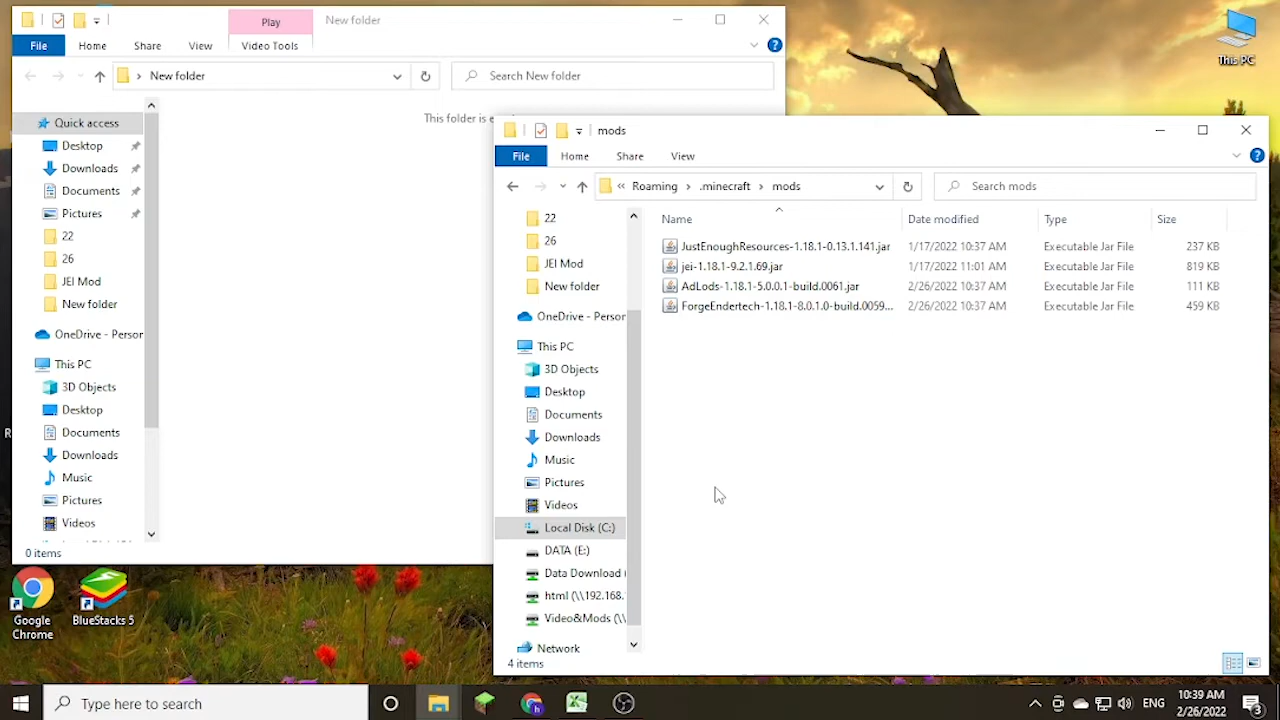 Play
New folder
File
Home
Share
View
Video Tools
New folder
Search New folder
This folder is e
Quick access
Desktop
Downloads
Documents
Pictures
22
26
JEI Mod
New folder
OneDrive - Person
This PC
3D Objects
Desktop
Documents
Downloads
Music
Pictures
Videos
0 items
mods
File
Home
Share
View
« Roaming › .minecraft › mods
Search mods
22
26
JEI Mod
New folder
OneDrive - Person
This PC
3D Objects
Desktop
Documents
Downloads
Music
Pictures
Videos
Local Disk (C:)
DATA (E:)
Data Download (
html (\\192.168.
Video&Mods (\\
Network
Name Date modified Type Size
JustEnoughResources-1.18.1-0.13.1.141.jar 1/17/2022 10:37 AM Executable Jar File 237 KB
jei-1.18.1-9.2.1.69.jar 1/17/2022 11:01 AM Executable Jar File 819 KB
AdLods-1.18.1-5.0.0.1-build.0061.jar 2/26/2022 10:37 AM Executable Jar File 111 KB
ForgeEndertech-1.18.1-8.0.1.0-build.0059... 2/26/2022 10:37 AM Executable Jar File 459 KB
4 items
This PC
Google
Chrome
BlueStacks 5
Type here to search
ENG
10:39 AM
2/26/2022
3